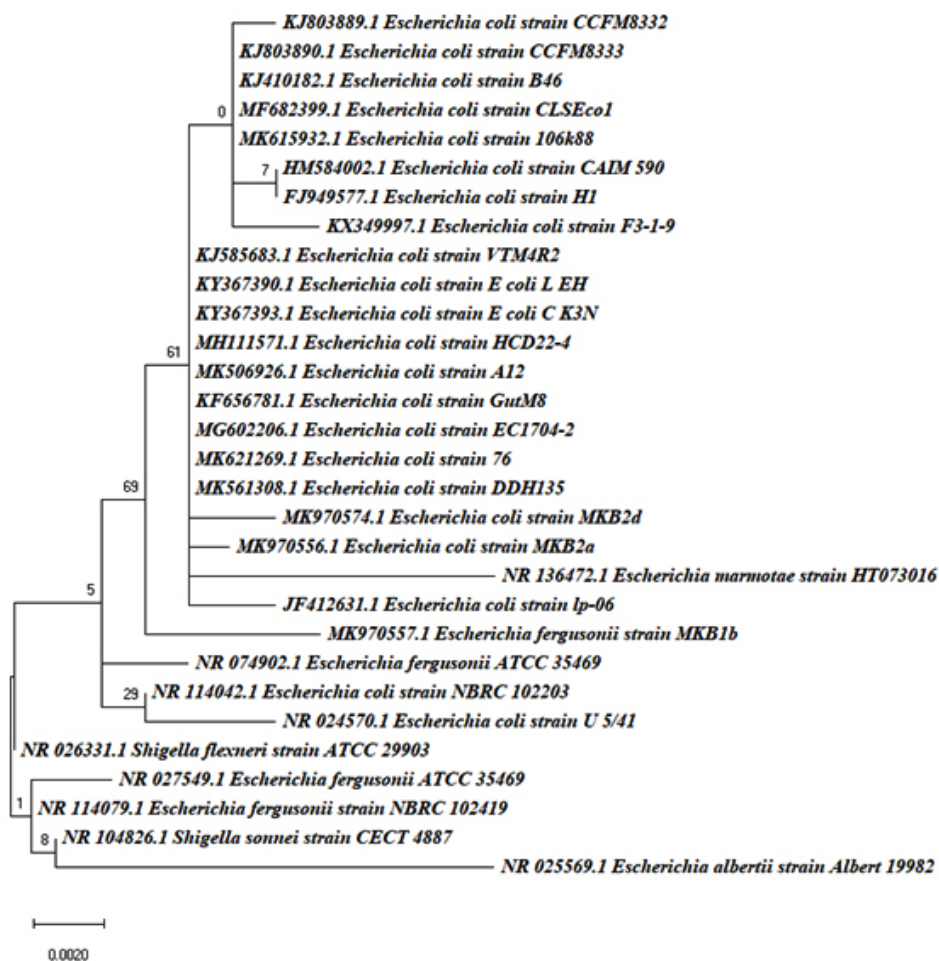 KJ803889.1 Escherichia coli strain CCFM8332
KJ803890.1 Escherichia coli strain CCFM8333
KJ410182.1 Escherichia coli strain B46
0
MF682399.1 Escherichia coli strain CLSEco1
MK615932.1 Escherichia coli strain 106k88
7
HM584002.1 Escherichia coli strain CAIM 590
FJ949577.1 Escherichia coli strain H1
KX349997.1 Escherichia coli strain F3-1-9
KJ585683.1 Escherichia coli strain VTM4R2
KY367390.1 Escherichia coli strain E coli L EH
KY367393.1 Escherichia coli strain E coli C K3N
MH111571.1 Escherichia coli strain HCD22-4
61
MK506926.1 Escherichia coli strain A12
KF656781.1 Escherichia coli strain GutM8
MG602206.1 Escherichia coli strain EC1704-2
MK621269.1 Escherichia coli strain 76
69
MK561308.1 Escherichia coli strain DDH135
MK970574.1 Escherichia coli strain MKB2d
MK970556.1 Escherichia coli strain MKB2a
NR 136472.1 Escherichia marmotae strain HT073016
5
JF412631.1 Escherichia coli strain lp-06
MK970557.1 Escherichia fergusonii strain MKB1b
NR 074902.1 Escherichia fergusonii ATCC 35469
29
NR 114042.1 Escherichia coli strain NBRC 102203
NR 024570.1 Escherichia coli strain U 5/41
NR 026331.1 Shigella flexneri strain ATCC 29903
NR 027549.1 Escherichia fergusonii ATCC 35469
1
NR 114079.1 Escherichia fergusonii strain NBRC 102419
8
NR 104826.1 Shigella sonnei strain CECT 4887
NR 025569.1 Escherichia albertii strain Albert 19982
0.0020